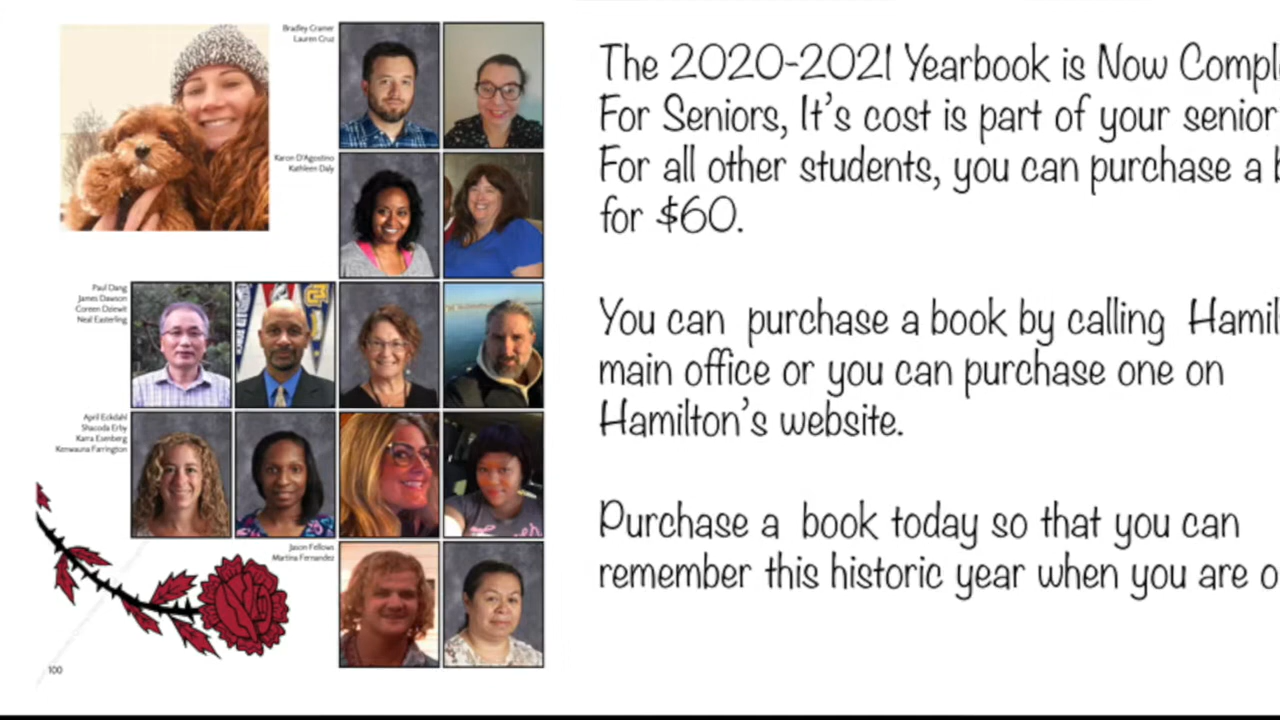 Bradley Cramer
Lauren Cruz
Karon D'Agostino
Kathleen Daly
Paul Dang
James Dawson
Coreen Dziewit
Neal Easterling
April Eckdahl
Shacoda Erby
Karra Eisenberg
Kenwauna Farrington
Jason Fellows
Martina Fernandez
100
The 2020-2021 Yearbook is Now Compl
For Seniors, It's cost is part of your senior
For all other students, you can purchase a b
for $60.
You can purchase a book by calling Hamil
main office or you can purchase one on
Hamilton's website.
Purchase a book today so that you can
remember this historic year when you are o